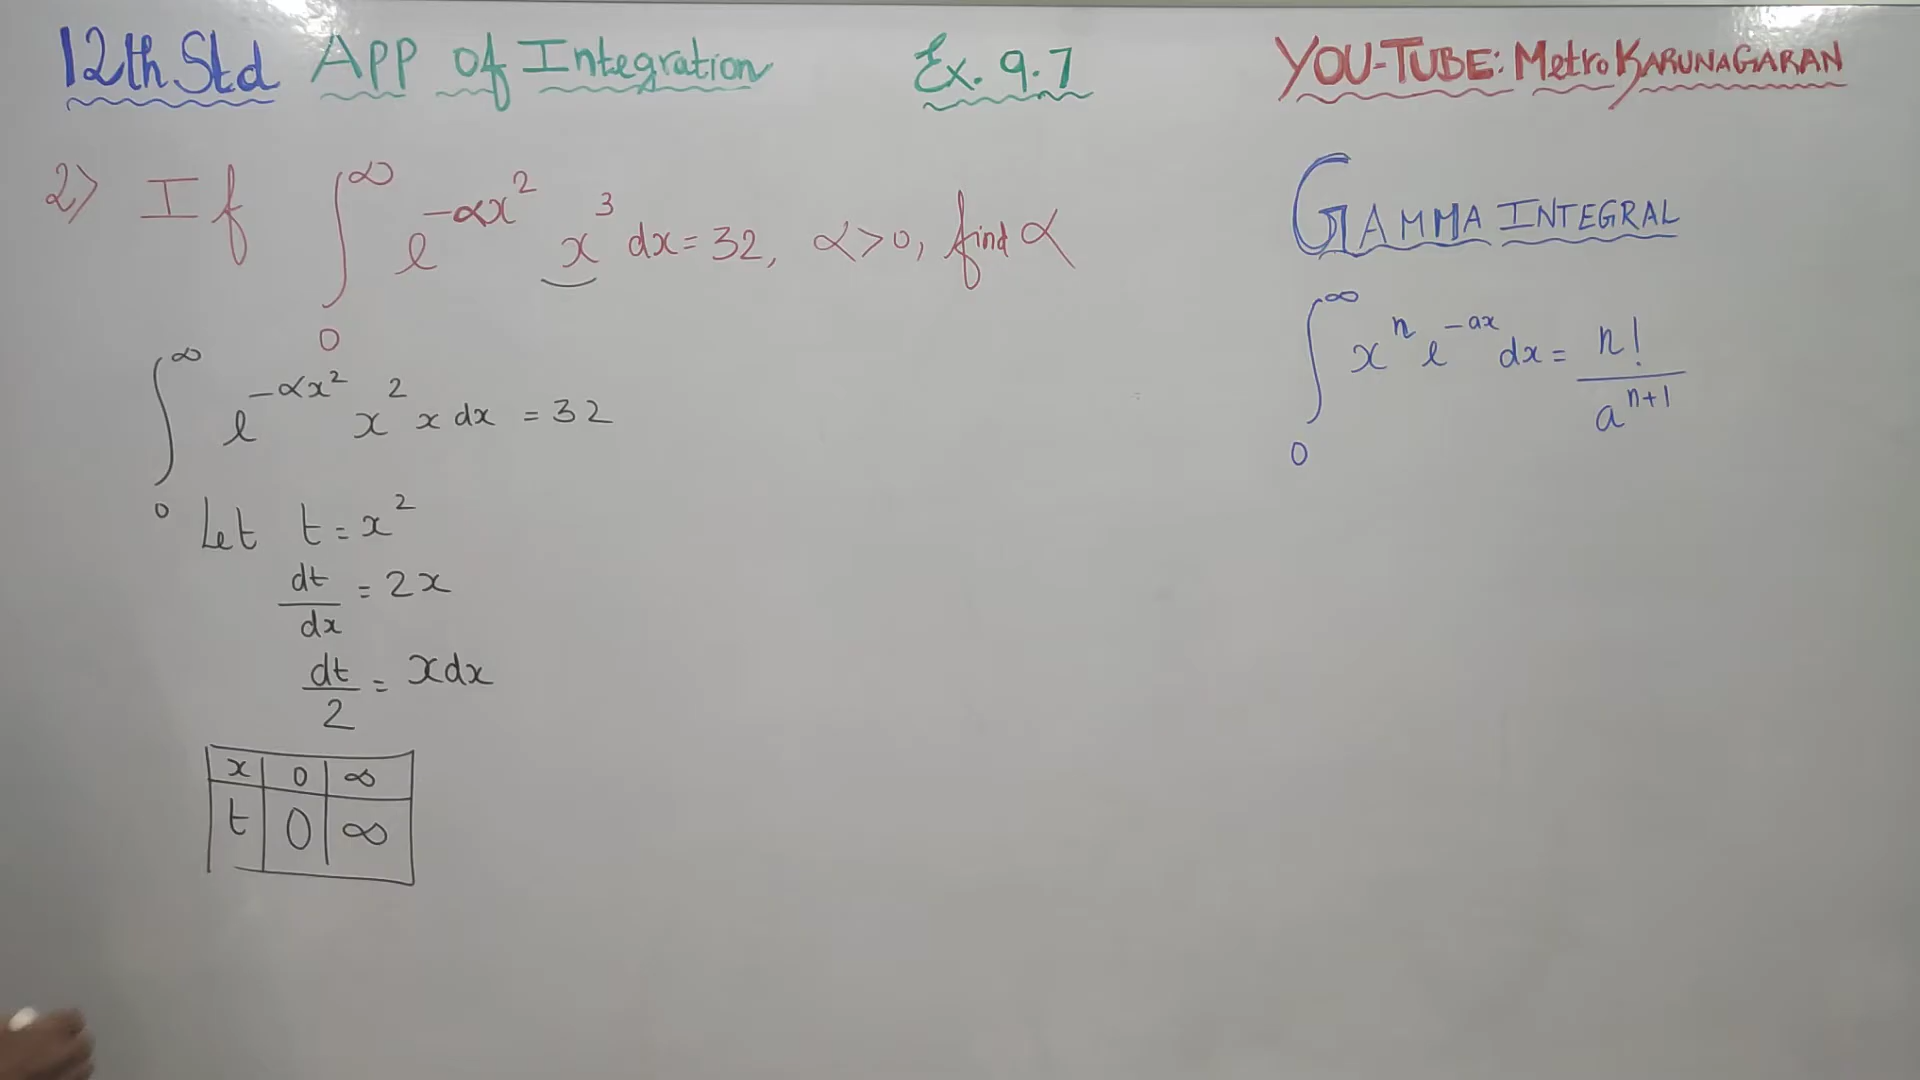 12th Std App of Integration Ex. 9.7 YOU-TUBE: Metro KARUNAGARAN
2) If ∫₀^∞ e^(-αx²) x³ dx = 32, α > 0, find α
∫₀^∞ e^(-αx²) x² x dx = 32
Let t = x²
dt/dx = 2x
dt/2 = x dx
x 0 ∞
t 0 ∞
GAMMA INTEGRAL
∫₀^∞ xⁿ e^(-ax) dx = n!/a^(n+1)